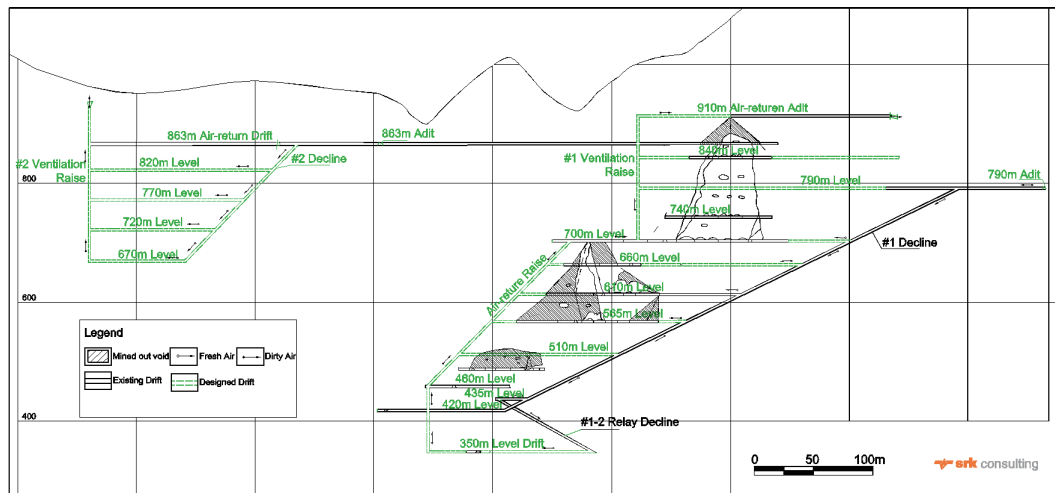 910m Air-returen Adit
863m Air-return Drift
863m Adit
#2 Ventilation
Raise
820m Level
#2 Decline
840m Level
#1 Ventilation
Raise
800
770m Level
790m Level
790m Adit
720m Level
740m Level
670m Level
700m Level
#1 Decline
660m Level
Air-reture Raise
610m Level
600
565m Level
Legend
Mined out void
Fresh Air
Dirty Air
Existing Drift
Designed Drift
510m Level
460m Level
435m Level
420m Level
400
#1-2 Relay Decline
350m Level Drift
0 50 100m
srk consulting